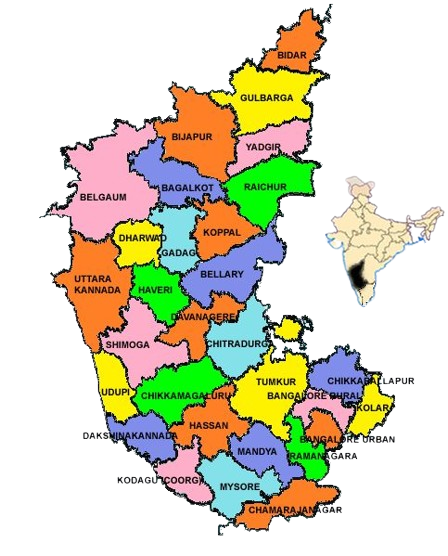 BIDAR
GULBARGA
BIJAPUR
YADGIR
BAGALKOT
RAICHUR
BELGAUM
KOPPAL
DHARWAD
GADAG
BELLARY
UTTARA
KANNADA
HAVERI
DAVANAGERE
SHIMOGA
CHITRADURG
CHIKKABALLAPUR
TUMKUR
UDUPI
CHIKKAMAGALURU
BANGALORE RURAL
KOLAR
HASSAN
DAKSHINAKANNADA
BANGALORE URBAN
MANDYA
RAMANAGARA
KODAGU (COORG)
MYSORE
CHAMARAJANAGAR